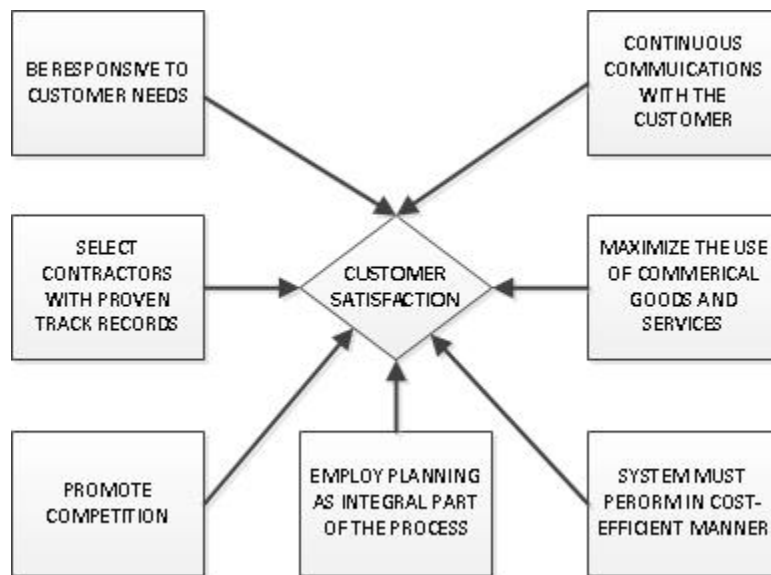 BE RESPONSIVE TO
CUSTOMER NEEDS
CONTINUOUS
COMMUICATIONS
WITH THE
CUSTOMER
SELECT
CONTRACTORS
WITH PROVEN
TRACK RECORDS
CUSTOMER
SATISFACTION
MAXIMIZE THE USE
OF COMMERICAL
GOODS AND
SERVICES
PROMOTE
COMPETITION
EMPLOY PLANNING
AS INTEGRAL PART
OF THE PROCESS
SYSTEM MUST
PERORM IN COST-
EFFICIENT MANNER